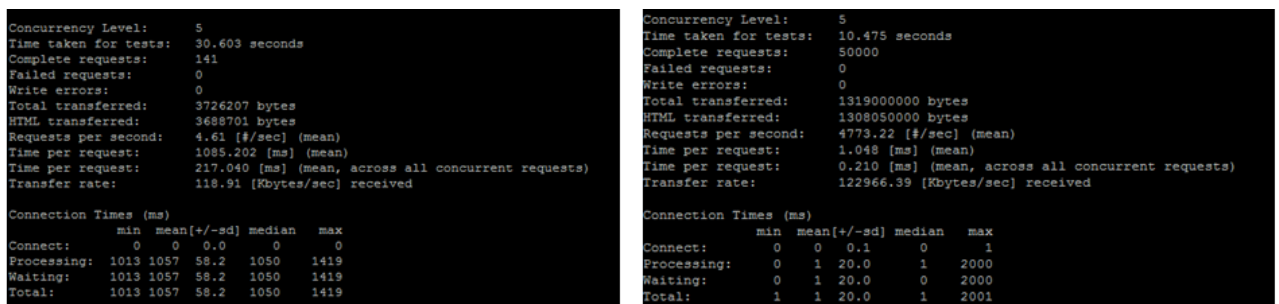 Concurrency Level: 5
Time taken for tests: 30.603 seconds
Complete requests: 141
Failed requests: 0
Write errors: 0
Total transferred: 3726207 bytes
HTML transferred: 3688701 bytes
Requests per second: 4.61 [#/sec] (mean)
Time per request: 1085.202 [ms] (mean)
Time per request: 217.040 [ms] (mean, across all concurrent requests)
Transfer rate: 118.91 [Kbytes/sec] received
Connection Times (ms)
min mean[+/-sd] median max
Connect: 0 0 0.0 0 0
Processing: 1013 1057 58.2 1050 1419
Waiting: 1013 1057 58.2 1050 1419
Total: 1013 1057 58.2 1050 1419
Concurrency Level: 5
Time taken for tests: 10.475 seconds
Complete requests: 50000
Failed requests: 0
Write errors: 0
Total transferred: 1319000000 bytes
HTML transferred: 1308050000 bytes
Requests per second: 4773.22 [#/sec] (mean)
Time per request: 1.048 [ms] (mean)
Time per request: 0.210 [ms] (mean, across all concurrent requests)
Transfer rate: 122966.39 [Kbytes/sec] received
Connection Times (ms)
min mean[+/-sd] median max
Connect: 0 0 0.1 0 1
Processing: 0 1 20.0 1 2000
Waiting: 0 1 20.0 0 2000
Total: 1 1 20.0 1 2001